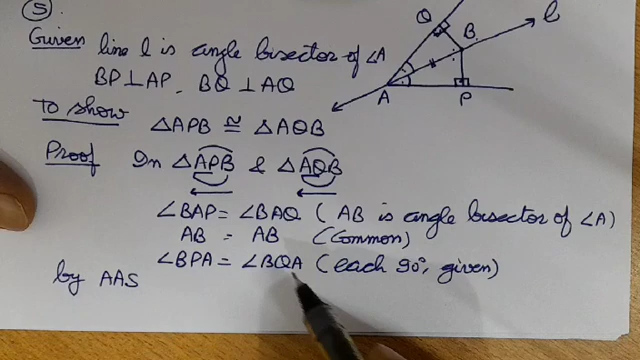 5
Given line l is angle bisector of ∠A
BP⊥AP, BQ⊥AQ
To show
△APB ≅ △AQB
Proof In △APB & △AQB
∠BAP = ∠BAQ (AB is angle bisector of ∠A)
AB = AB (Common)
∠BPA = ∠BQA (each 90°, given)
by AAS
Q
B
l
A
P